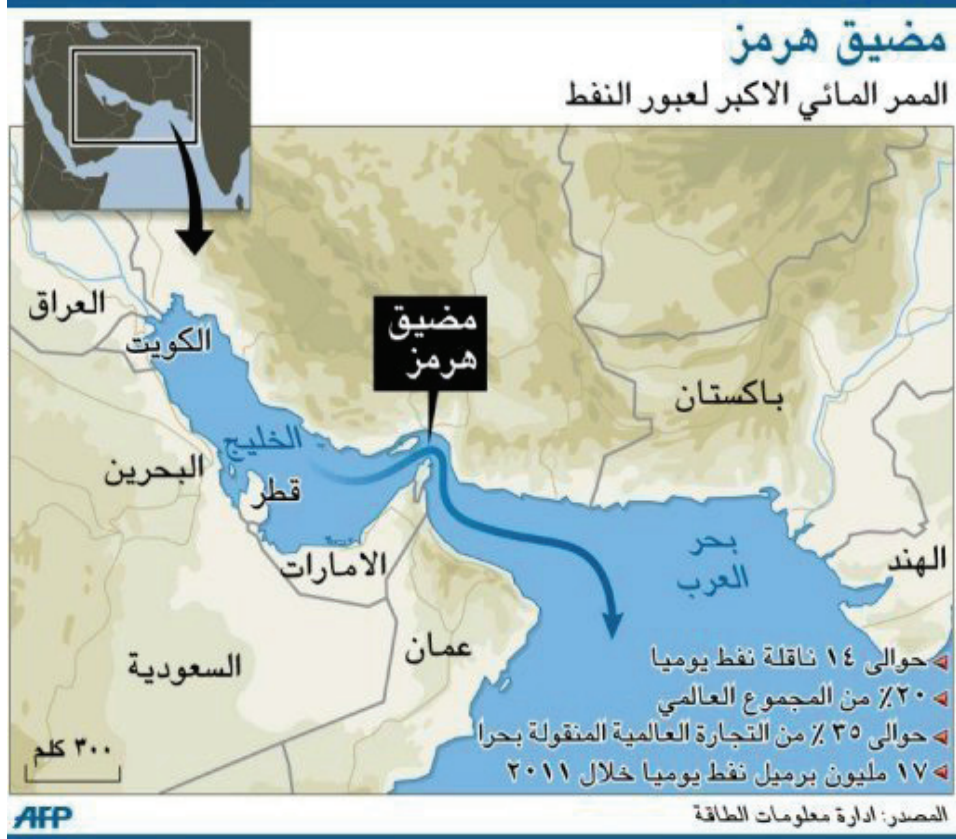 مضيق هرمز
الممر المائي الاكبر لعبور النفط
العراق
الكويت
مضيق
هرمز
باكستان
الخليج
البحرين
قطر
بحر
العرب
الهند
الامارات
عمان
السعودية
حوالى ١٤ ناقلة نفط يوميا
٢٠٪ من المجموع العالمي
حوالى ٣٥ ٪ من التجارة العالمية المنقولة بحرا
١٧ مليون برميل نفط يوميا خلال ٢٠١١
٣٠٠ كلم
المصدر: ادارة معلومات الطاقة
AFP